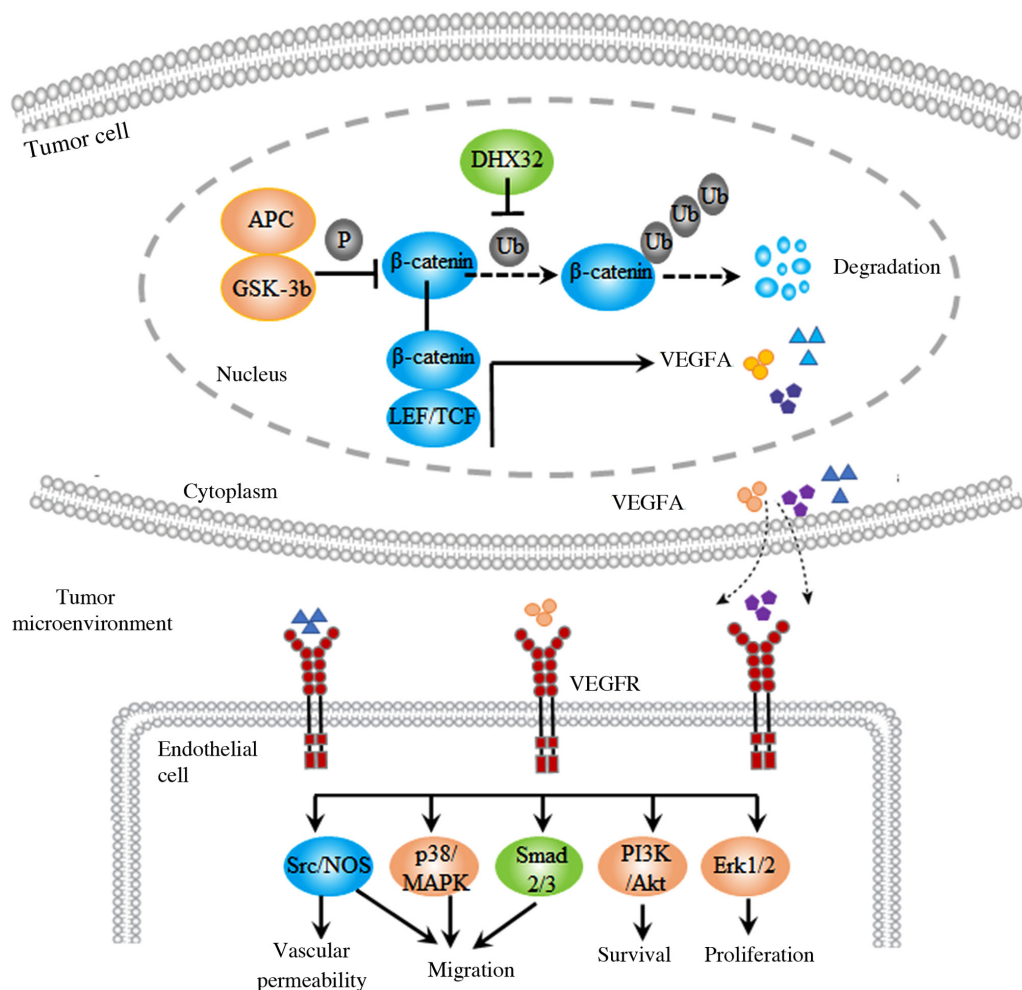 Tumor cell
DHX32
APC
P
GSK-3b
β-catenin
Ub
β-catenin
Ub
Ub
Ub
Degradation
Nucleus
β-catenin
LEF/TCF
VEGFA
Cytoplasm
VEGFA
Tumor
microenvironment
VEGFR
Endothelial
cell
Src/NOS
p38/
MAPK
Smad
2/3
PI3K
/Akt
Erk1/2
Vascular
permeability
Migration
Survival
Proliferation